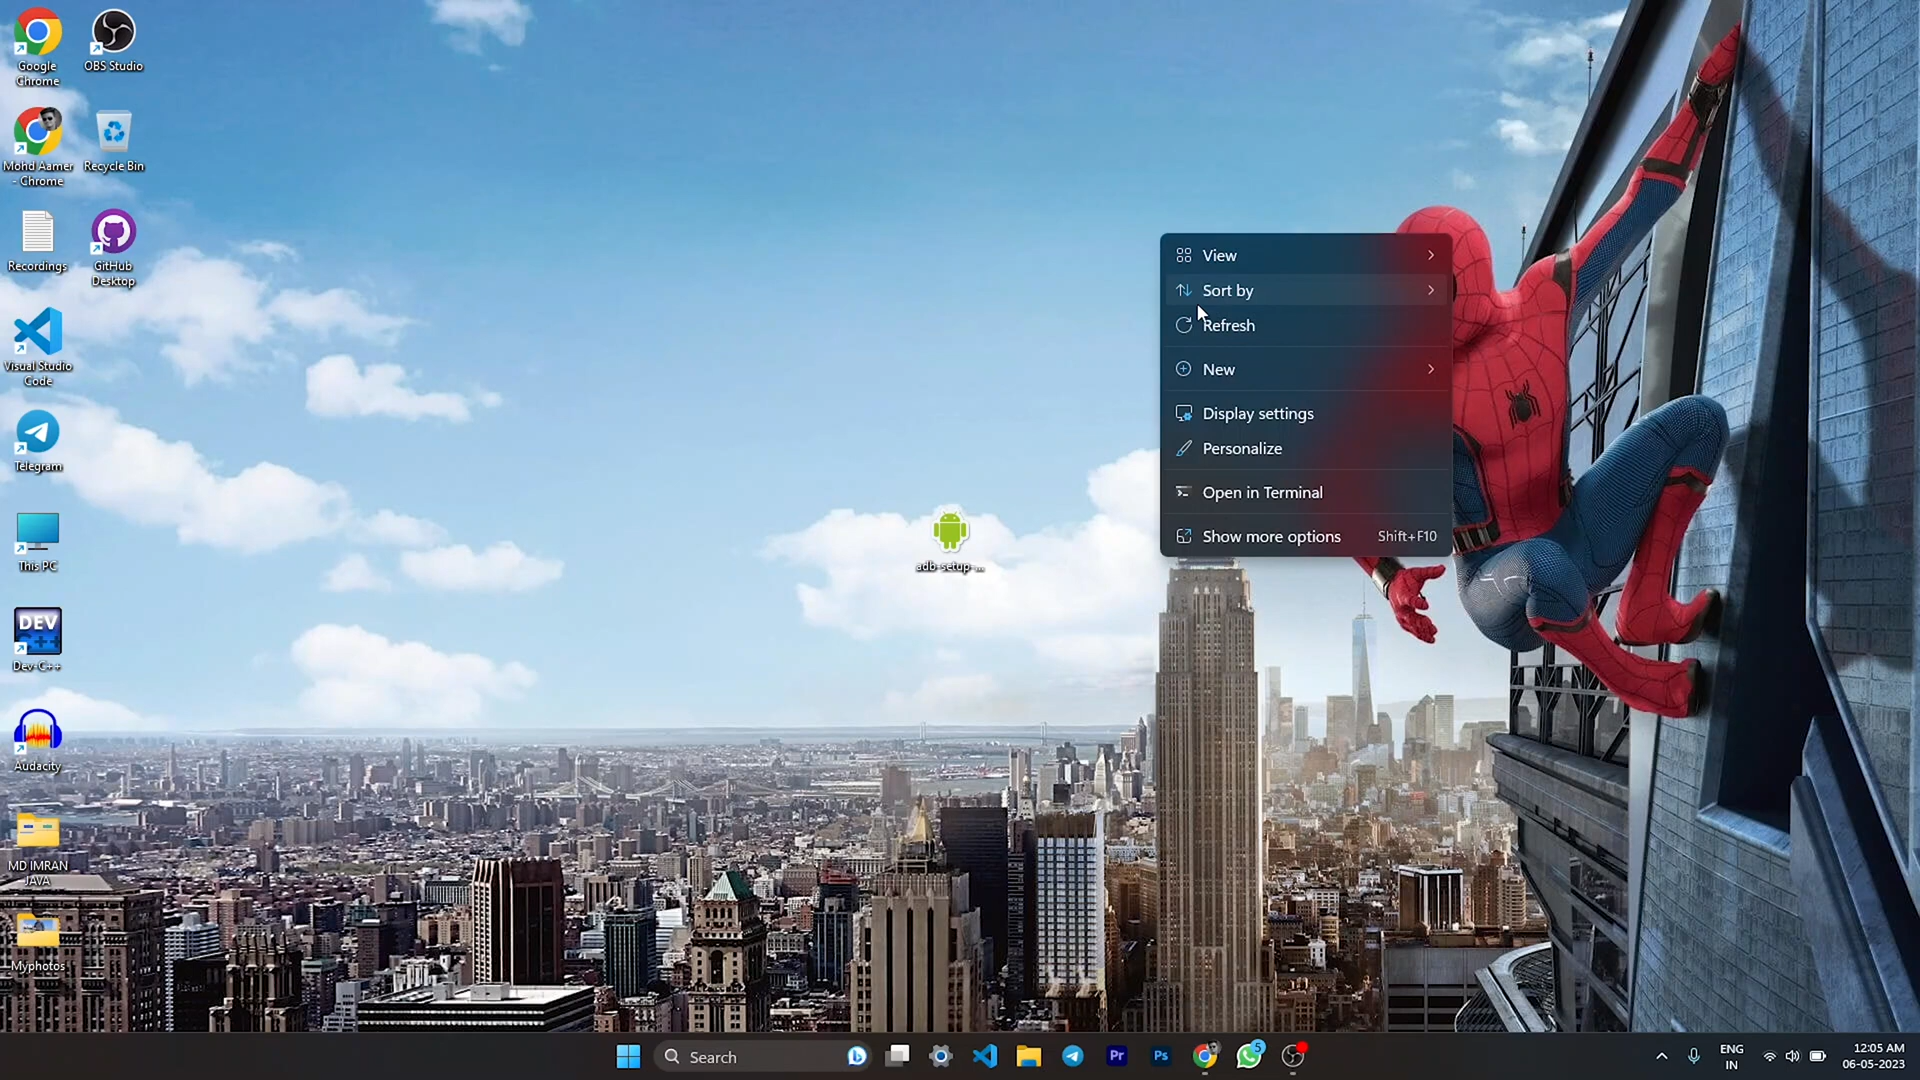 Google
Chrome
OBS Studio
Mohd Aamer
- Chrome
Recycle Bin
Recordings
GitHub
Desktop
Visual Studio
Code
Telegram
This PC
DEV
C++
Dev-C++
Audacity
MD IMRAN
JAVA
Myphotos
adb-setup-...
View
Sort by
Refresh
New
Display settings
Personalize
Open in Terminal
Show more options Shift+F10
Search
Pr
Ps
5
ENG
IN
12:05 AM
06-05-2023